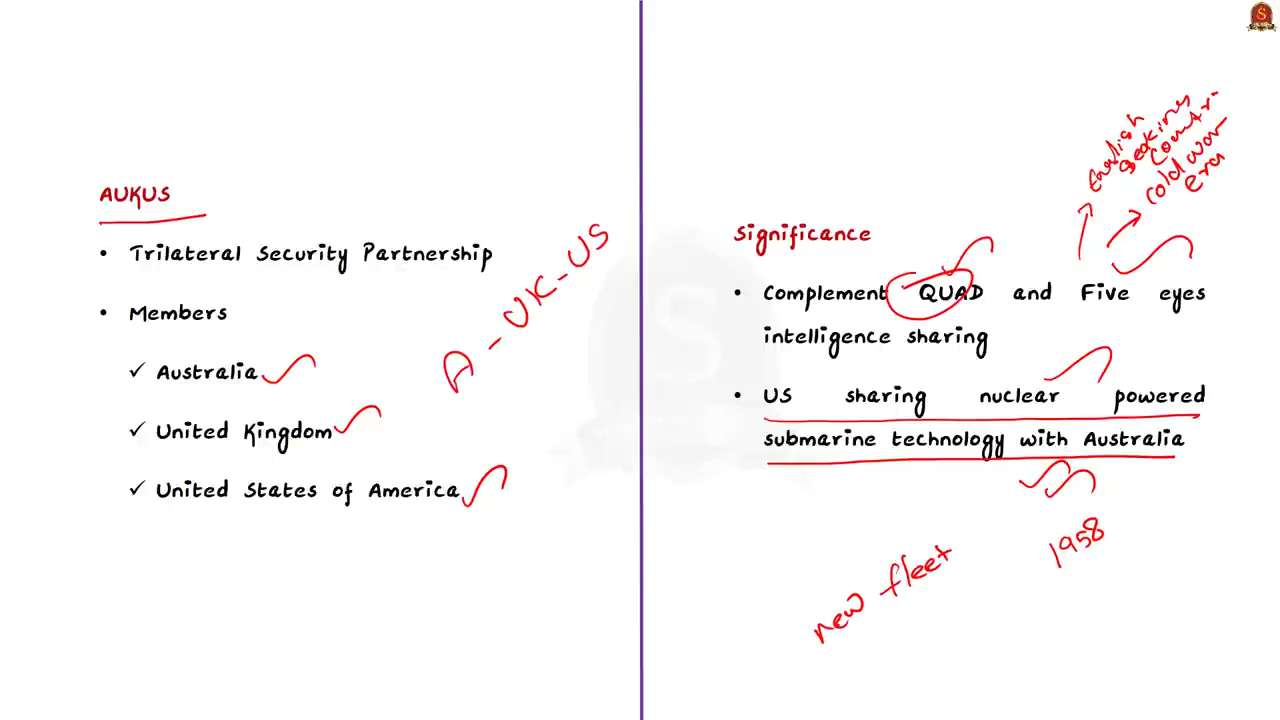 AUKUS
• Trilateral Security Partnership
• Members
✓ Australia
✓ United Kingdom
✓ United States of America
A - UK - US
Significance
• Complement QUAD and Five eyes
intelligence sharing
• US sharing nuclear powered
submarine technology with Australia
English
Speaking
Countri
Cold war
era
1958
new fleet
S